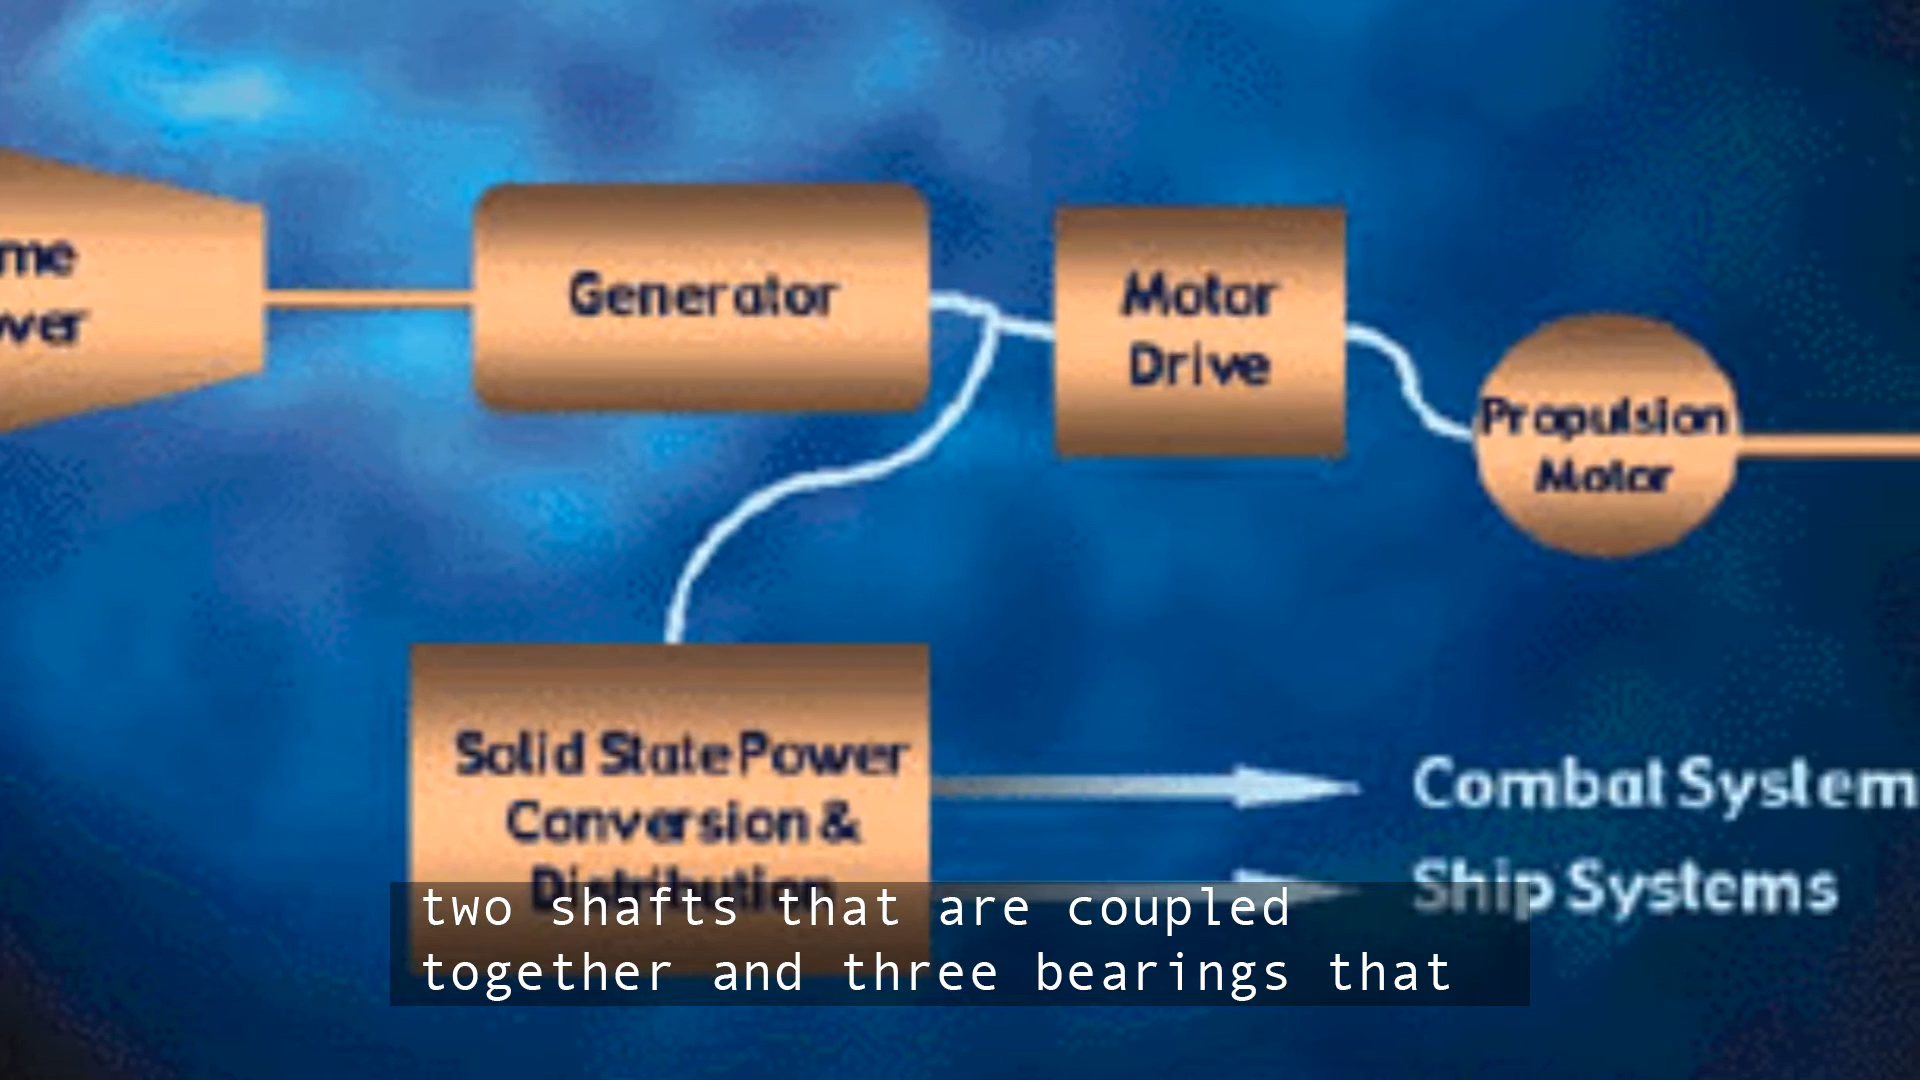 Generator
Motor
Drive
Propulsion
Motor
Solid State Power
Conversion &
Distribution
Combat System
Ship Systems
two shafts that are coupled
together and three bearings that